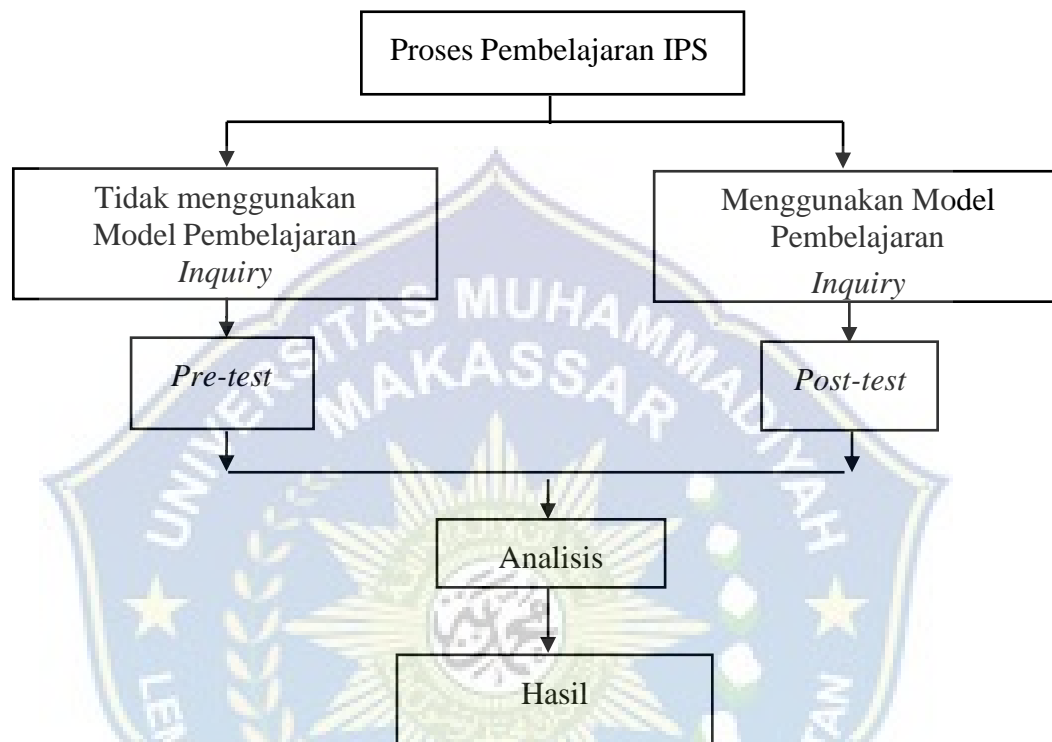 Proses Pembelajaran IPS
Tidak menggunakan
Model Pembelajaran
Inquiry
Menggunakan Model
Pembelajaran
Inquiry
Pre-test
Post-test
Analisis
Hasil
UNIVERSITAS MUHAMMADIYAH
MAKASSAR